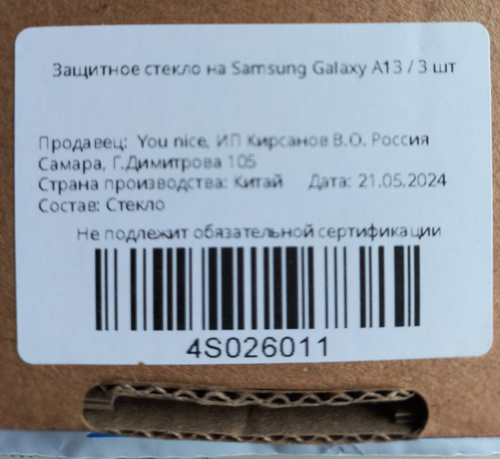 Защитное стекло на Samsung Galaxy A13 / 3 шт
Продавец: You nice, ИП Кирсанов В.О. Россия
Самара, Г.Димитрова 105
Страна производства: Китай Дата: 21.05.2024
Состав: Стекло
Не подлежит обязательной сертификации
4S026011